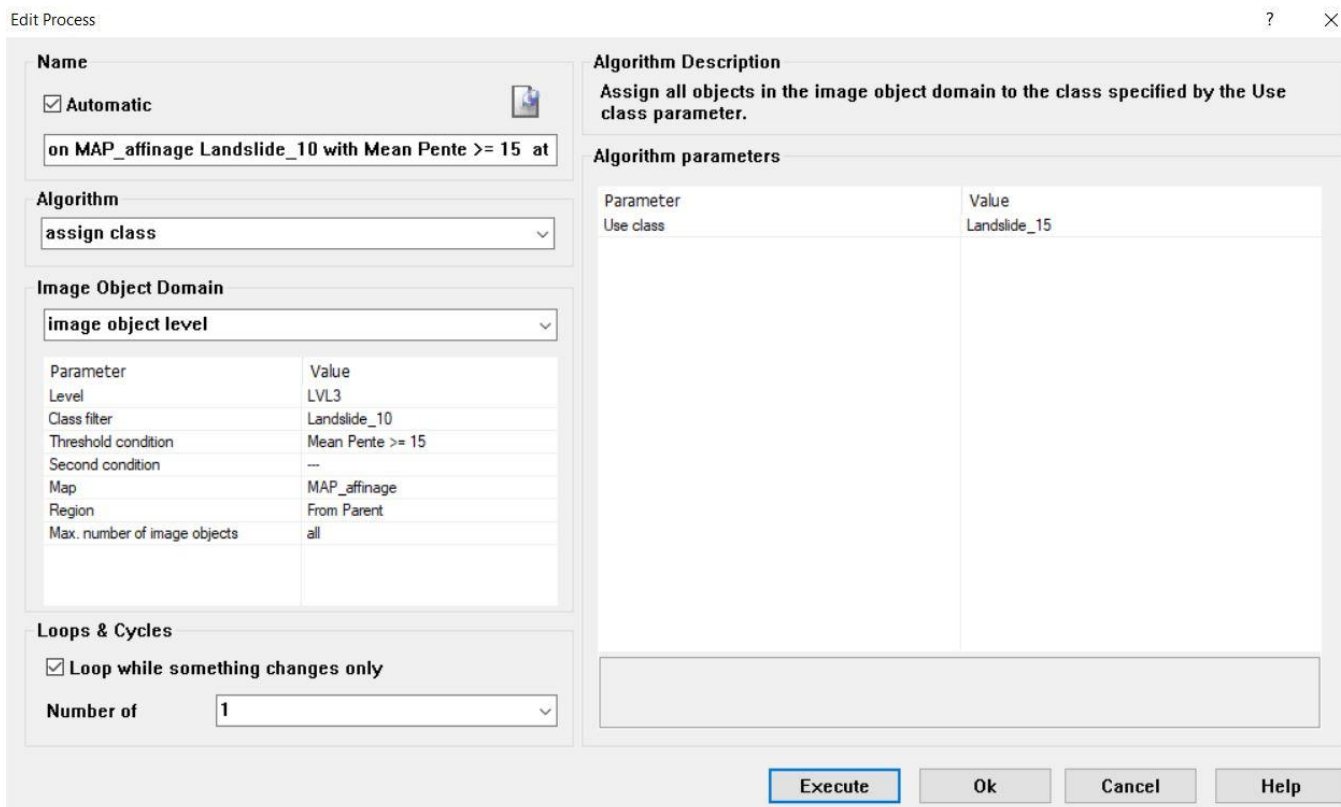 Edit Process
?
Name
Automatic
on MAP_affinage Landslide_10 with Mean Pente >= 15 at
Algorithm
assign class
Image Object Domain
image object level
Parameter Value
Level LVL3
Class filter Landslide_10
Threshold condition Mean Pente >= 15
Second condition ---
Map MAP_affinage
Region From Parent
Max. number of image objects all
Loops & Cycles
Loop while something changes only
Number of 1
Algorithm Description
Assign all objects in the image object domain to the class specified by the Use
class parameter.
Algorithm parameters
Parameter Value
Use class Landslide_15
Execute Ok Cancel Help